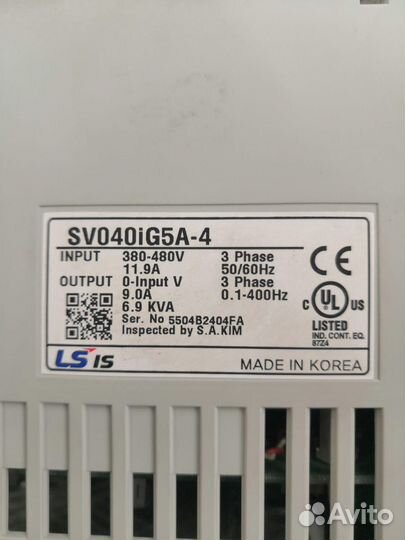 SV040iG5A-4
INPUT 380-480V 3 Phase
11.9A 50/60Hz
OUTPUT 0-Input V 3 Phase
9.0A 0.1-400Hz
6.9 KVA
Ser. No 5504B2404FA
Inspected by S.A.KIM
CE
C UL US
LISTED
IND. CONT. EQ.
87Z4
LS IS
MADE IN KOREA
Avito